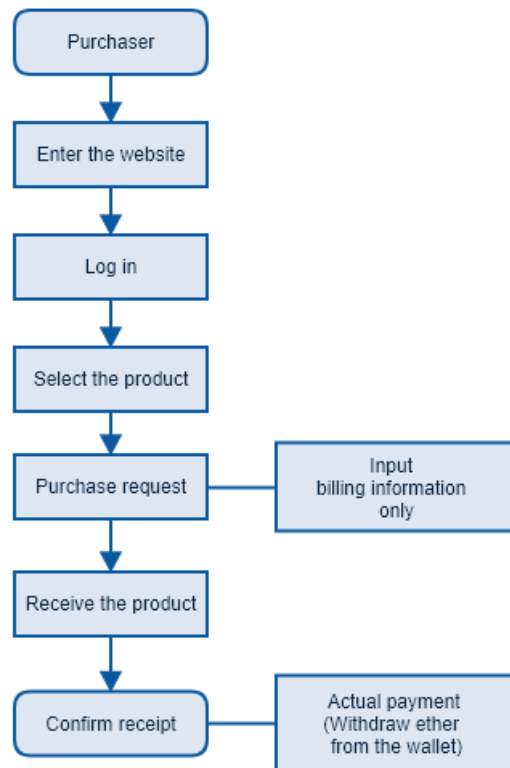 Purchaser
Enter the website
Log in
Select the product
Purchase request
Input
billing information
only
Receive the product
Confirm receipt
Actual payment
(Withdraw ether
from the wallet)